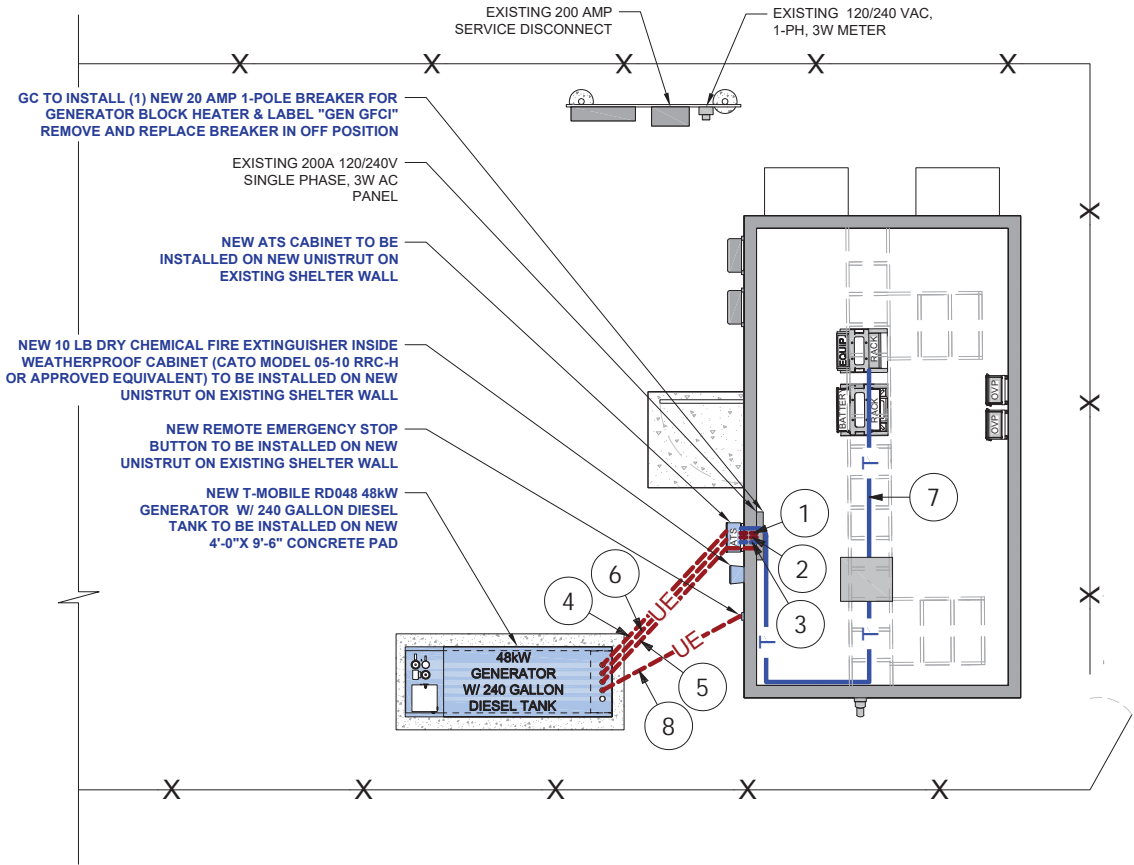 EXISTING 200 AMP
SERVICE DISCONNECT
EXISTING 120/240 VAC,
1-PH, 3W METER
X X X X X
GC TO INSTALL (1) NEW 20 AMP 1-POLE BREAKER FOR
GENERATOR BLOCK HEATER & LABEL "GEN GFCI"
REMOVE AND REPLACE BREAKER IN OFF POSITION
EXISTING 200A 120/240V
SINGLE PHASE, 3W AC
PANEL
NEW ATS CABINET TO BE
INSTALLED ON NEW UNISTRUT ON
EXISTING SHELTER WALL
NEW 10 LB DRY CHEMICAL FIRE EXTINGUISHER INSIDE
WEATHERPROOF CABINET (CATO MODEL 05-10 RRC-H
OR APPROVED EQUIVALENT) TO BE INSTALLED ON NEW
UNISTRUT ON EXISTING SHELTER WALL
NEW REMOTE EMERGENCY STOP
BUTTON TO BE INSTALLED ON NEW
UNISTRUT ON EXISTING SHELTER WALL
NEW T-MOBILE RD048 48kW
GENERATOR W/ 240 GALLON DIESEL
TANK TO BE INSTALLED ON NEW
4'-0"X 9'-6" CONCRETE PAD
X
EQUIP
RACK
BATTERY
RACK
OVP
OVP
X
T
7
ATS
1
2
3
4
6
5
8
UE
UE
T
T
X
48kW
GENERATOR
W/ 240 GALLON
DIESEL TANK
X X X X X